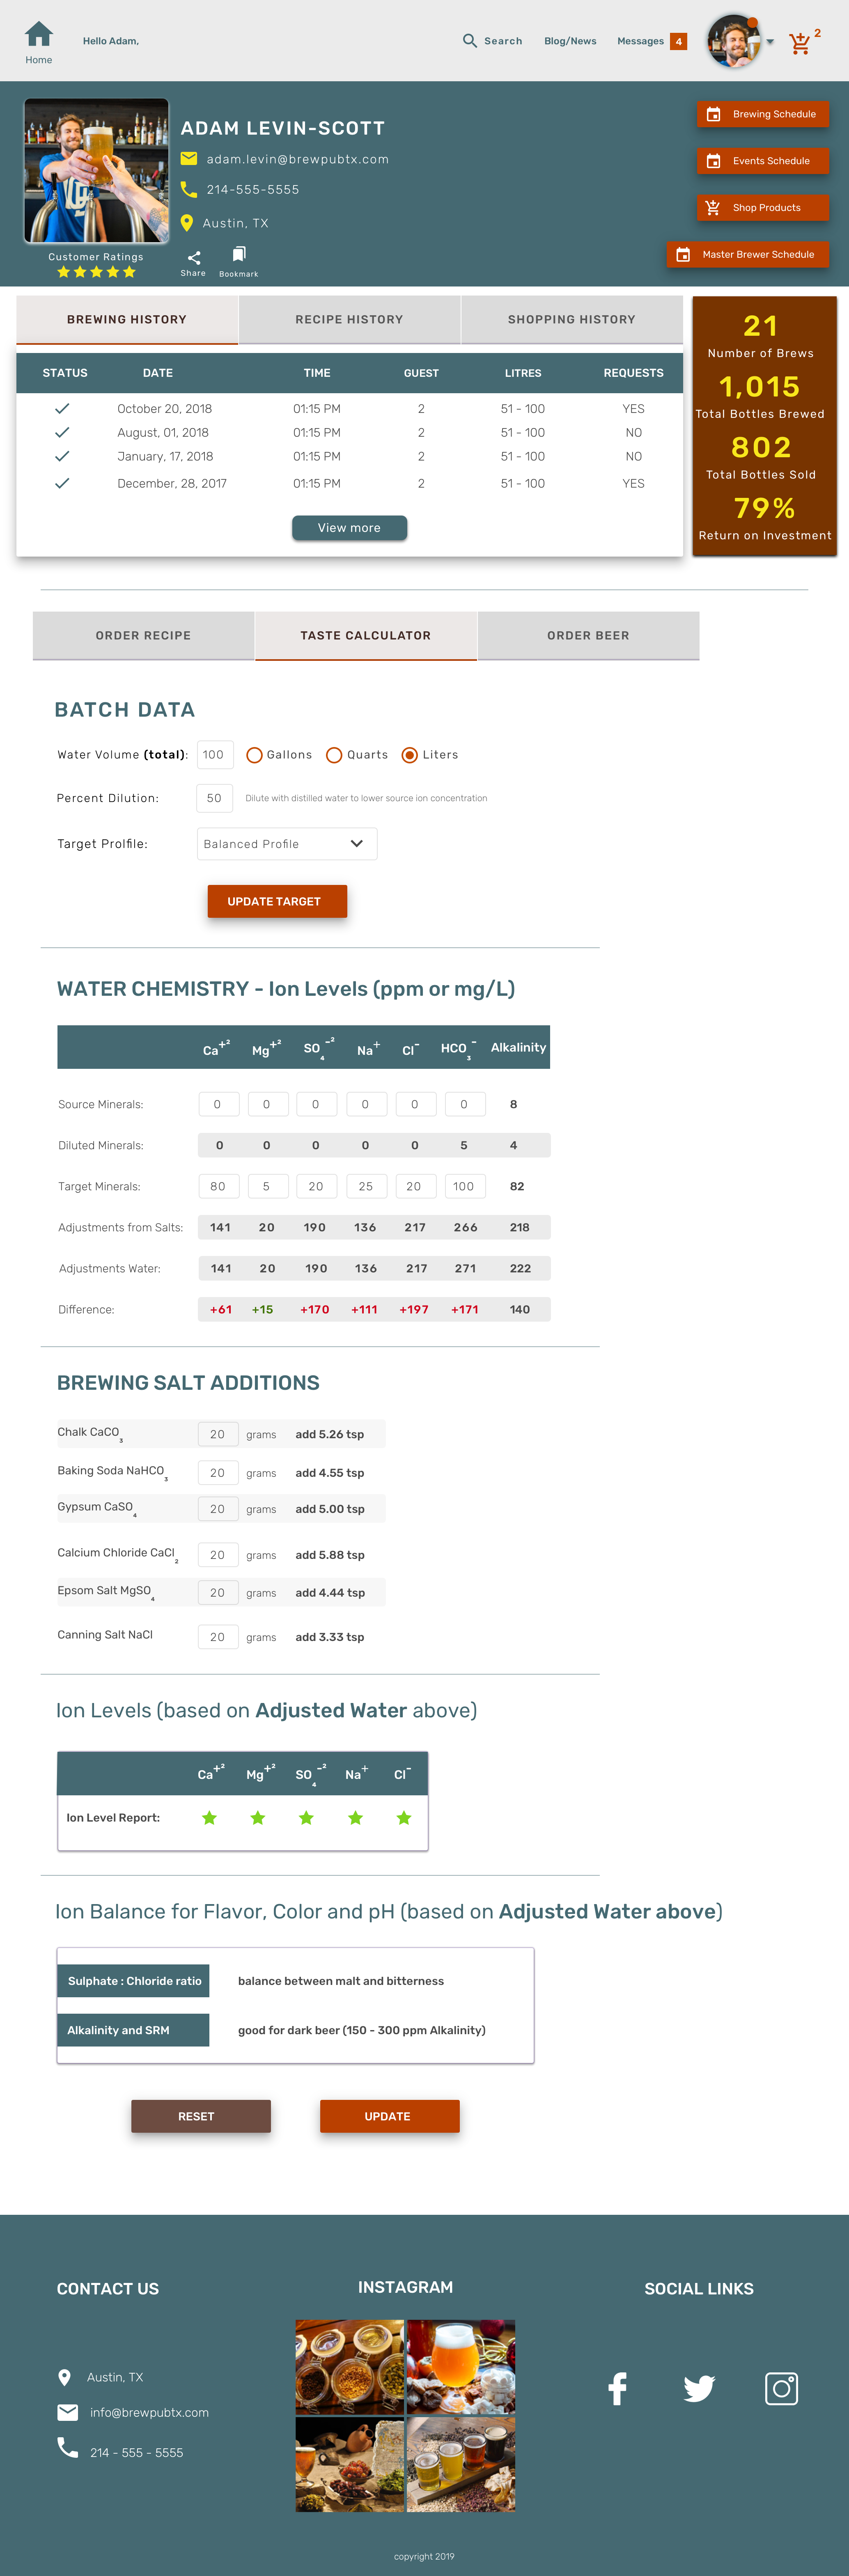 Home
Hello Adam,
Search
Blog/News
Messages
4
2
ADAM LEVIN-SCOTT
adam.levin@brewpubtx.com
214-555-5555
Austin, TX
Customer Ratings
Share
Bookmark
Brewing Schedule
Events Schedule
Shop Products
Master Brewer Schedule
BREWING HISTORY RECIPE HISTORY SHOPPING HISTORY
STATUS DATE TIME GUEST LITRES REQUESTS
October 20, 2018 01:15 PM 2 51 - 100 YES
August, 01, 2018 01:15 PM 2 51 - 100 NO
January, 17, 2018 01:15 PM 2 51 - 100 NO
December, 28, 2017 01:15 PM 2 51 - 100 YES
View more
21
Number of Brews
1,015
Total Bottles Brewed
802
Total Bottles Sold
79%
Return on Investment
ORDER RECIPE TASTE CALCULATOR ORDER BEER
BATCH DATA
Water Volume (total): 100 Gallons Quarts Liters
Percent Dilution: 50 Dilute with distilled water to lower source ion concentration
Target Prolfile: Balanced Profile
UPDATE TARGET
WATER CHEMISTRY - Ion Levels (ppm or mg/L)
Ca+² Mg+² SO₄-² Na+ Cl- HCO₃- Alkalinity
Source Minerals: 0 0 0 0 0 0 8
Diluted Minerals: 0 0 0 0 0 5 4
Target Minerals: 80 5 20 25 20 100 82
Adjustments from Salts: 141 20 190 136 217 266 218
Adjustments Water: 141 20 190 136 217 271 222
Difference: +61 +15 +170 +111 +197 +171 140
BREWING SALT ADDITIONS
Chalk CaCO₃ 20 grams add 5.26 tsp
Baking Soda NaHCO₃ 20 grams add 4.55 tsp
Gypsum CaSO₄ 20 grams add 5.00 tsp
Calcium Chloride CaCl₂ 20 grams add 5.88 tsp
Epsom Salt MgSO₄ 20 grams add 4.44 tsp
Canning Salt NaCl 20 grams add 3.33 tsp
Ion Levels (based on Adjusted Water above)
Ca+² Mg+² SO₄-² Na+ Cl-
Ion Level Report:
Ion Balance for Flavor, Color and pH (based on Adjusted Water above)
Sulphate : Chloride ratio balance between malt and bitterness
Alkalinity and SRM good for dark beer (150 - 300 ppm Alkalinity)
RESET UPDATE
CONTACT US
Austin, TX
info@brewpubtx.com
214 - 555 - 5555
INSTAGRAM
SOCIAL LINKS
copyright 2019